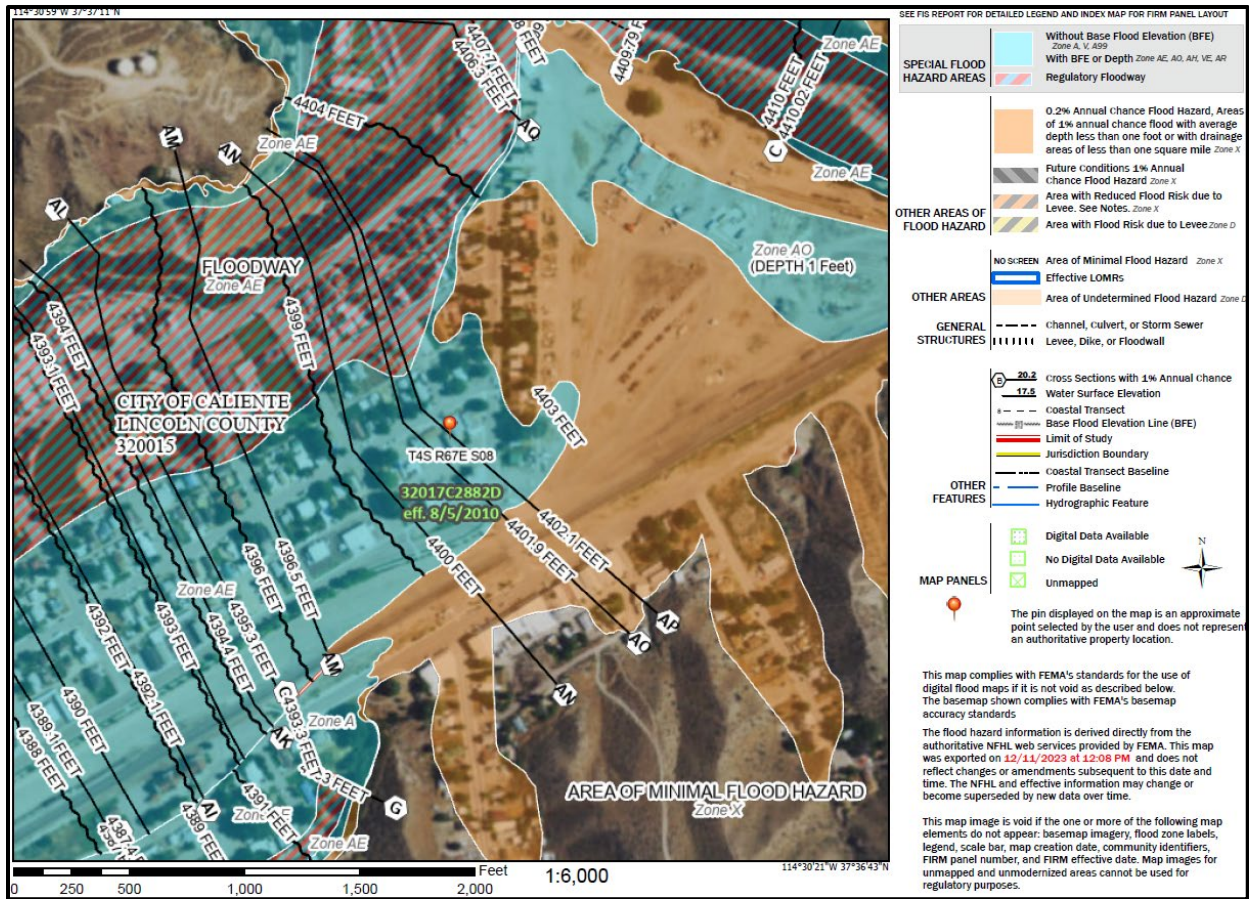 114°30'59"W 37°37'11"N
SEE FIS REPORT FOR DETAILED LEGEND AND INDEX MAP FOR FIRM PANEL LAYOUT
SPECIAL FLOOD
HAZARD AREAS
Without Base Flood Elevation (BFE)
Zone A, V, A99
With BFE or Depth Zone AE, AO, AH, VE, AR
Regulatory Floodway
0.2% Annual Chance Flood Hazard, Areas
of 1% annual chance flood with average
depth less than one foot or with drainage
areas of less than one square mile Zone X
Future Conditions 1% Annual
Chance Flood Hazard Zone X
OTHER AREAS OF
FLOOD HAZARD
Area with Reduced Flood Risk due to
Levee. See Notes. Zone X
Area with Flood Risk due to Levee Zone D
OTHER AREAS
NO SCREEN Area of Minimal Flood Hazard Zone X
Effective LOMRs
Area of Undetermined Flood Hazard Zone D
GENERAL
STRUCTURES
Channel, Culvert, or Storm Sewer
Levee, Dike, or Floodwall
B 20.2 Cross Sections with 1% Annual Chance
17.5 Water Surface Elevation
8 Coastal Transect
513 Base Flood Elevation Line (BFE)
Limit of Study
Jurisdiction Boundary
Coastal Transect Baseline
OTHER
FEATURES
Profile Baseline
Hydrographic Feature
MAP PANELS
Digital Data Available
No Digital Data Available
Unmapped
N
The pin displayed on the map is an approximate
point selected by the user and does not represent
an authoritative property location.
This map complies with FEMA's standards for the use of
digital flood maps if it is not void as described below.
The basemap shown complies with FEMA's basemap
accuracy standards
The flood hazard information is derived directly from the
authoritative NFHL web services provided by FEMA. This map
was exported on 12/11/2023 at 12:08 PM and does not
reflect changes or amendments subsequent to this date and
time. The NFHL and effective information may change or
become superseded by new data over time.
This map image is void if the one or more of the following map
elements do not appear: basemap imagery, flood zone labels,
legend, scale bar, map creation date, community identifiers,
FIRM panel number, and FIRM effective date. Map images for
unmapped and unmodernized areas cannot be used for
regulatory purposes.
4407.7 FEET
4406.3 FEET
4409.79
4410 FEET
4410.02 FEET
Zone AE
4404 FEET
AQ
C
Zone AE
AM
AN
Zone AE
AL
FLOODWAY
Zone AE
Zone AO
(DEPTH 1 Feet)
4399 FEET
4394 FEET
4393.1 FEET
CITY OF CALIENTE
LINCOLN COUNTY
320015
4403 FEET
T4S R67E S08
32017C2882D
eff. 8/5/2010
4400 FEET
4401.9 FEET
4402.1 FEET
4396.5 FEET
4396 FEET
4395.3 FEET
4394.4 FEET
4393 FEET
4392.1 FEET
4392 FEET
4390 FEET
4389.1 FEET
4388 FEET
Zone AE
AM
AP
AO
AN
C
4393.3 FEET
Zone A
AK
G
AI
4391 FEET
4389 FEET
4387.4
Zone AE
AREA OF MINIMAL FLOOD HAZARD
Zone X
114°30'21"W 37°36'43"N
Feet
1:6,000
0 250 500 1,000 1,500 2,000